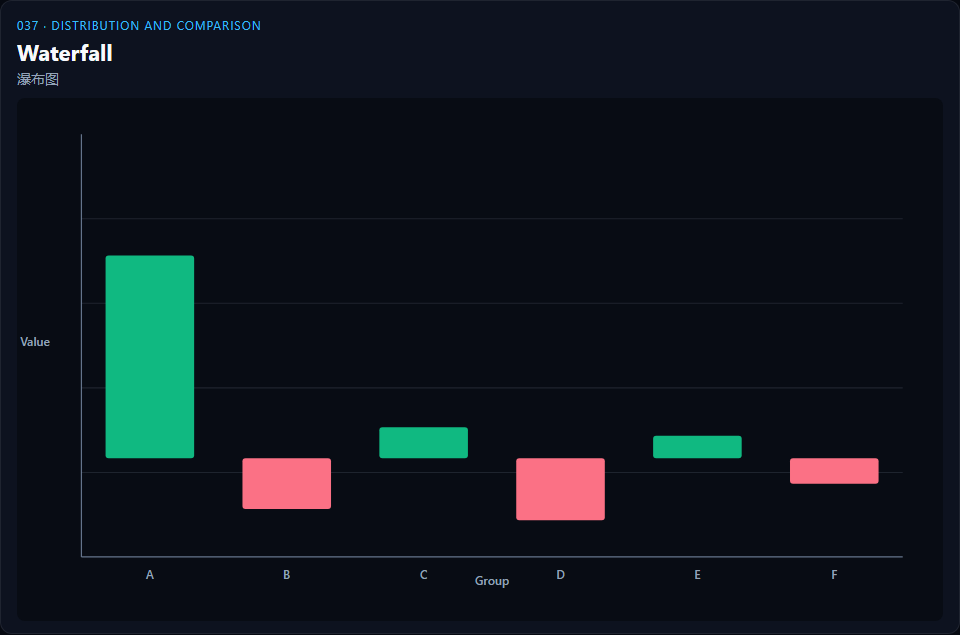 037 · DISTRIBUTION AND COMPARISON
Waterfall
瀑布图
Value
A
B
C
D
E
F
Group